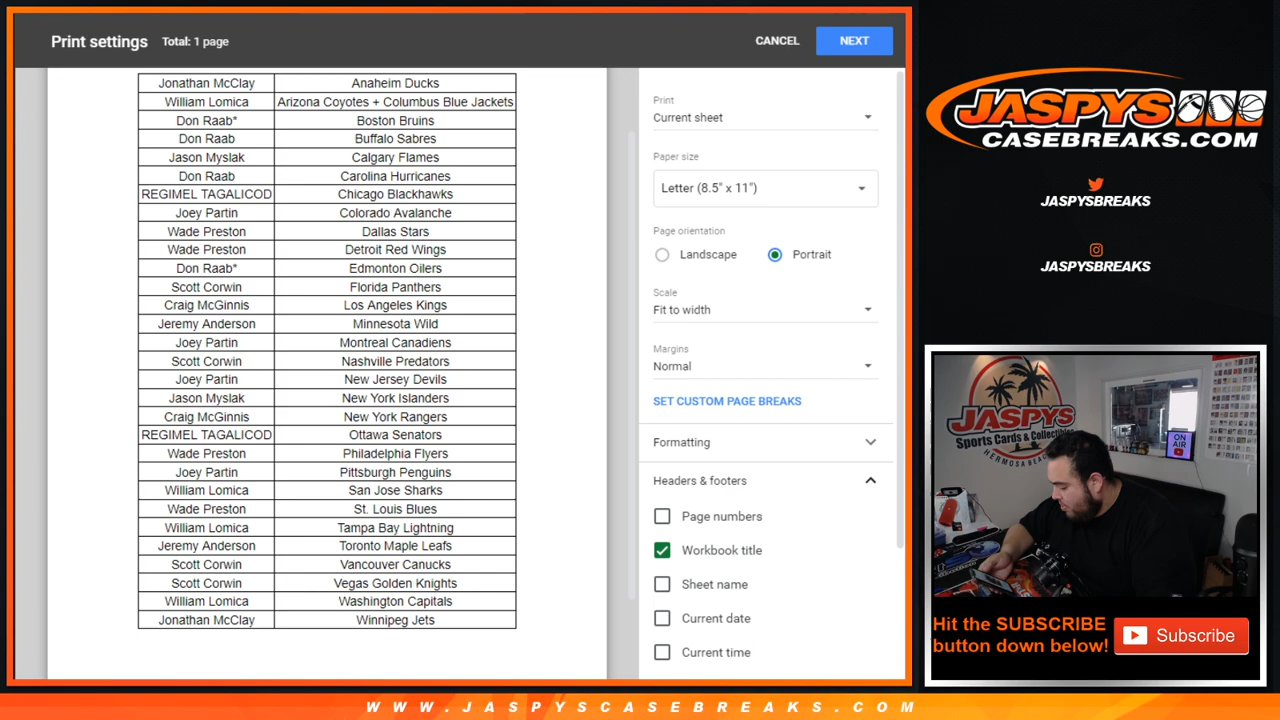 Print settings Total: 1 page
CANCEL NEXT
Jonathan McClay Anaheim Ducks
William Lomica Arizona Coyotes + Columbus Blue Jackets
Don Raab* Boston Bruins
Don Raab Buffalo Sabres
Jason Myslak Calgary Flames
Don Raab Carolina Hurricanes
REGIMEL TAGALICOD Chicago Blackhawks
Joey Partin Colorado Avalanche
Wade Preston Dallas Stars
Wade Preston Detroit Red Wings
Don Raab* Edmonton Oilers
Scott Corwin Florida Panthers
Craig McGinnis Los Angeles Kings
Jeremy Anderson Minnesota Wild
Joey Partin Montreal Canadiens
Scott Corwin Nashville Predators
Joey Partin New Jersey Devils
Jason Myslak New York Islanders
Craig McGinnis New York Rangers
REGIMEL TAGALICOD Ottawa Senators
Wade Preston Philadelphia Flyers
Joey Partin Pittsburgh Penguins
William Lomica San Jose Sharks
Wade Preston St. Louis Blues
William Lomica Tampa Bay Lightning
Jeremy Anderson Toronto Maple Leafs
Scott Corwin Vancouver Canucks
Scott Corwin Vegas Golden Knights
William Lomica Washington Capitals
Jonathan McClay Winnipeg Jets
Print
Current sheet
Paper size
Letter (8.5" x 11")
Page orientation
Landscape Portrait
Scale
Fit to width
Margins
Normal
SET CUSTOM PAGE BREAKS
Formatting
Headers & footers
Page numbers
Workbook title
Sheet name
Current date
Current time
JASPYS
CASEBREAKS.COM
JASPYSBREAKS
JASPYSBREAKS
JASPYS
Sports Cards & Collectibles
HERMOSA BEAC
ON
AIR
Hit the SUBSCRIBE
button down below!
Subscribe
WWW.JASPYSCASEBREAKS.COM